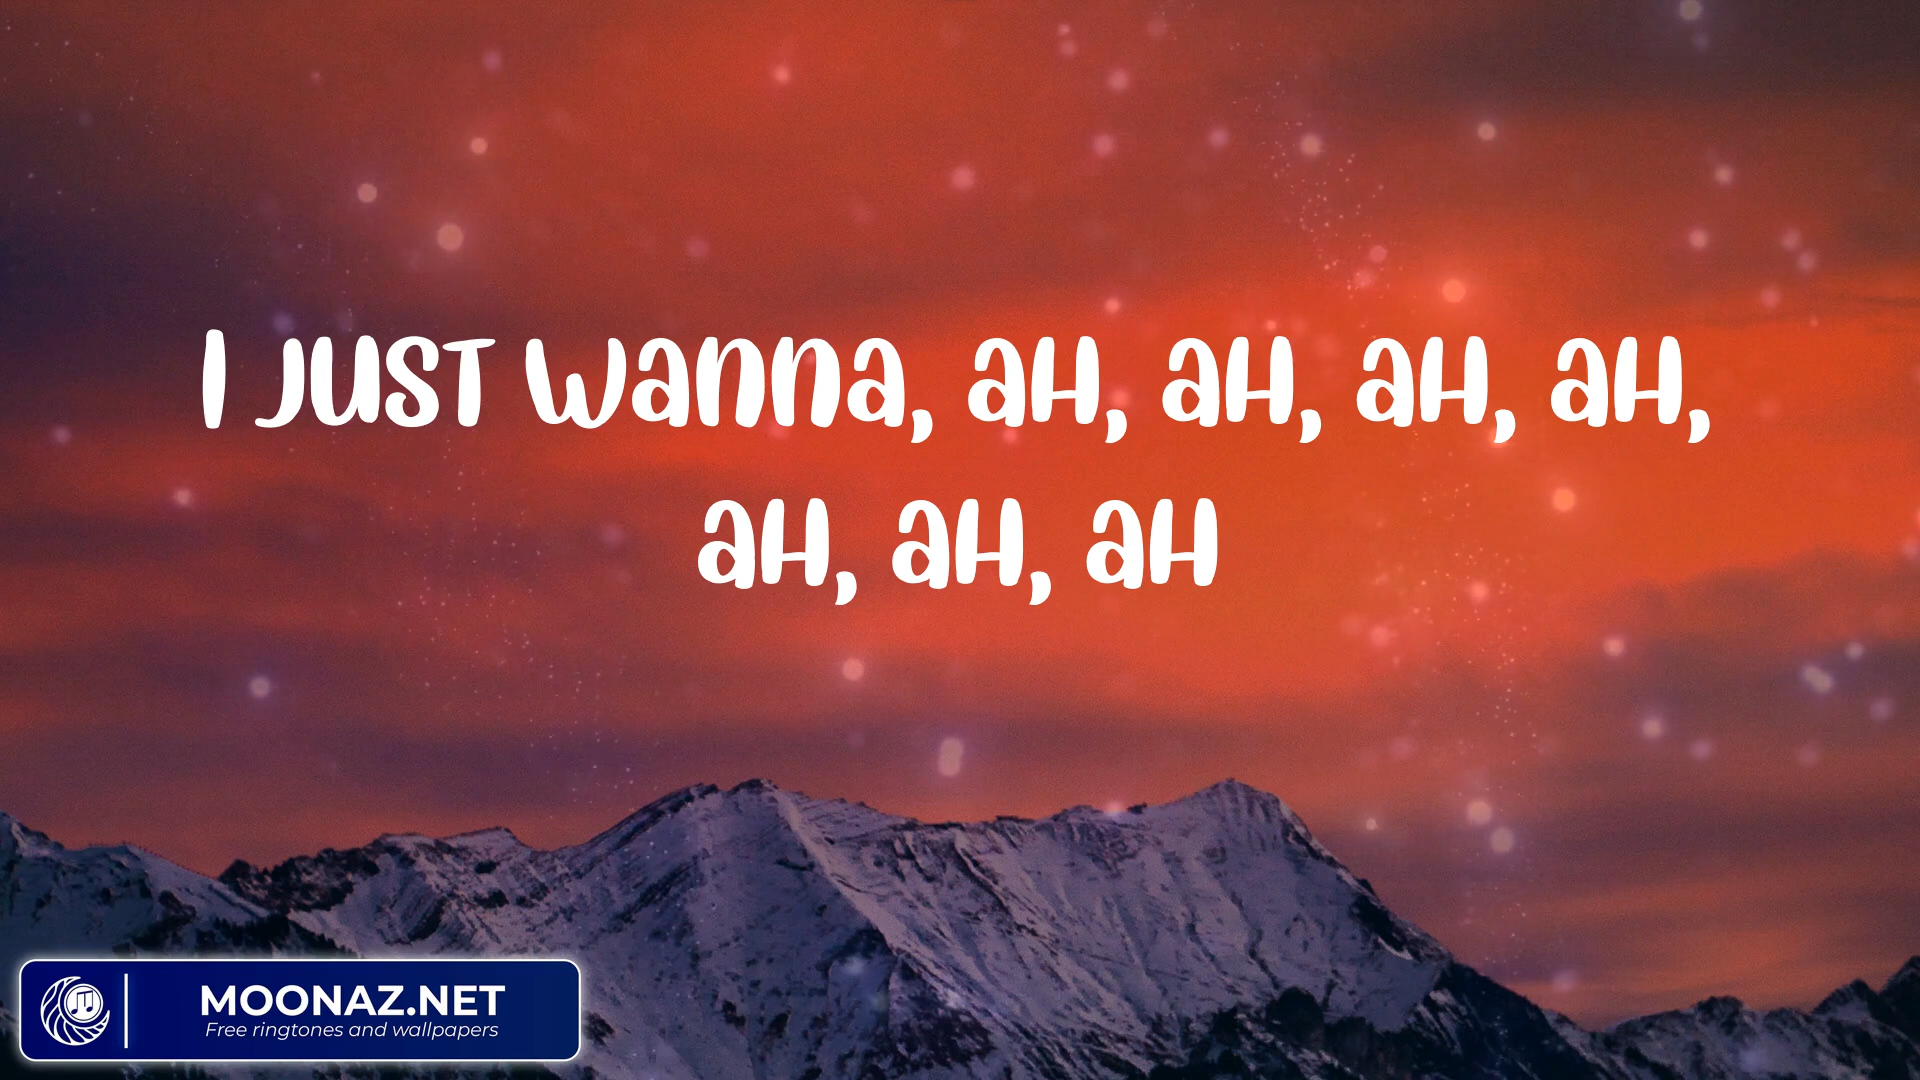 I JUST wanna, aH, aH, aH, aH,
aH, aH, aH
MOONAZ.NET
Free ringtones and wallpapers